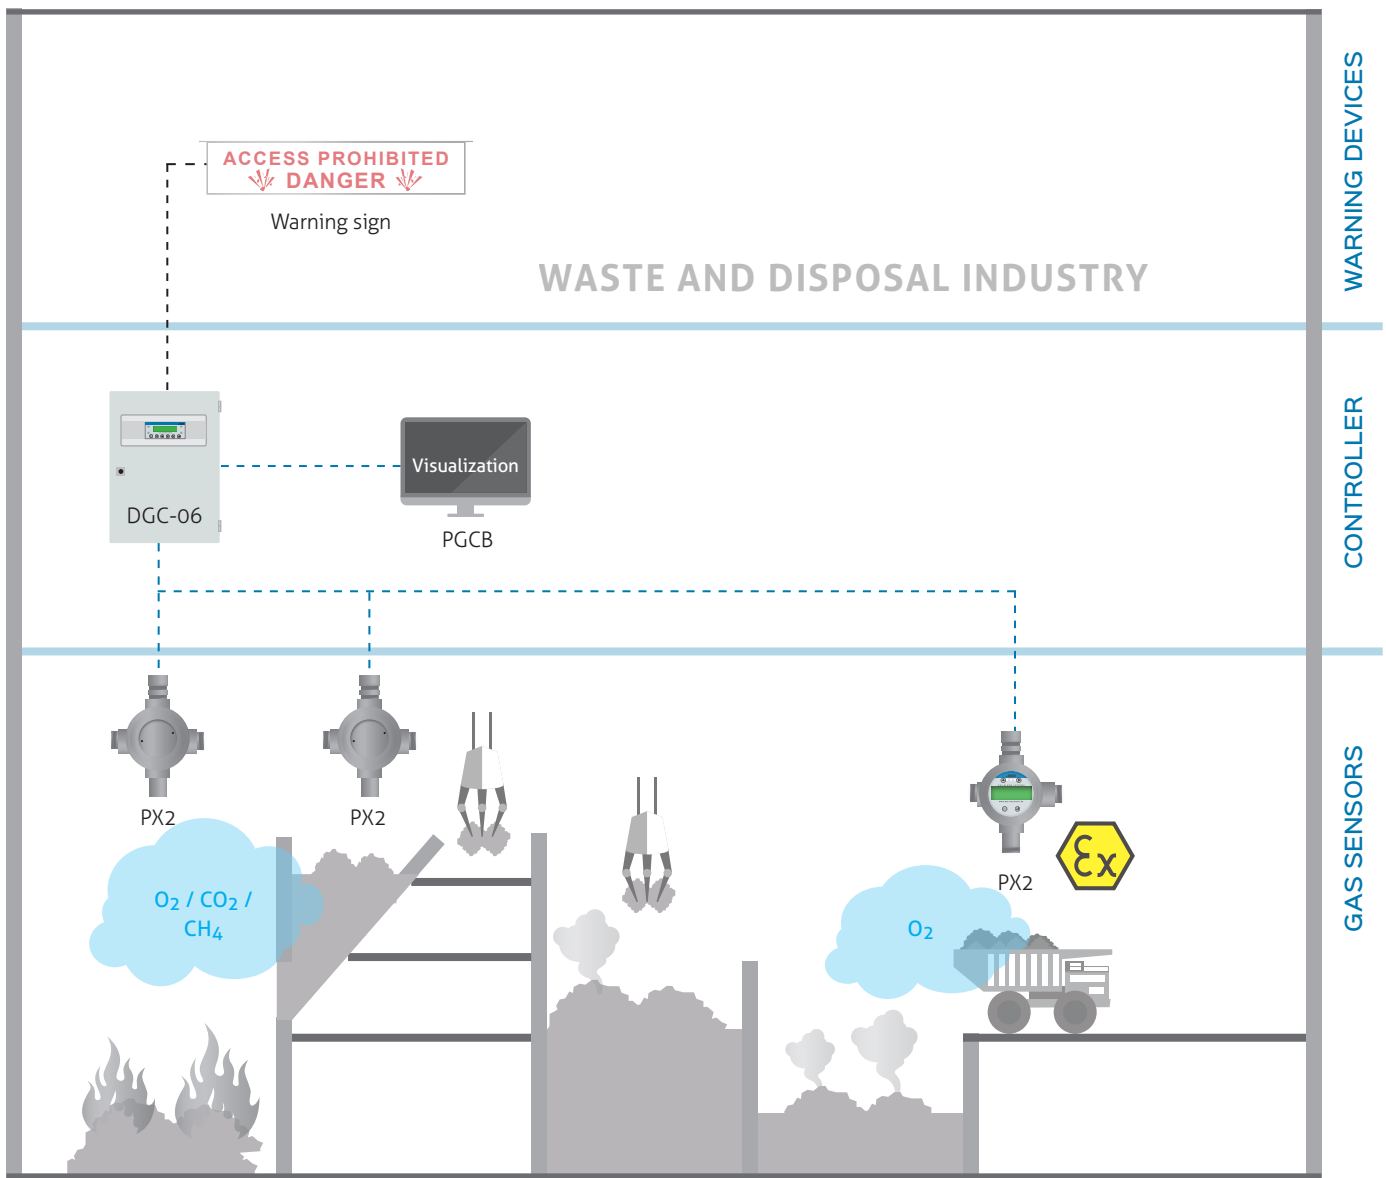 ACCESS PROHIBITED
DANGER
Warning sign
WASTE AND DISPOSAL INDUSTRY
WARNING DEVICES
DGC-06
Visualization
PGCB
CONTROLLER
PX2
PX2
PX2
Ex
O2 / CO2 /
CH4
O2
GAS SENSORS